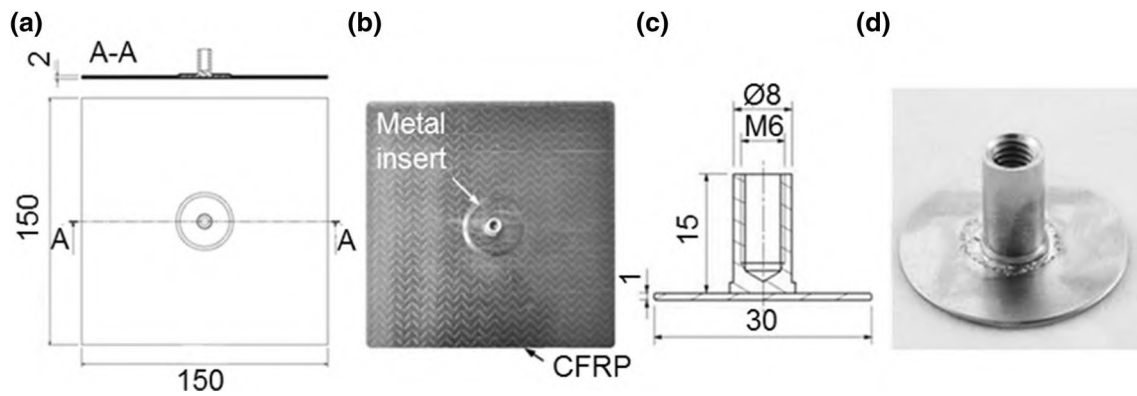 (a)
A-A
2
150
A
A
150
(b)
Metal
insert
CFRP
(c)
Ø8
M6
15
1
30
(d)